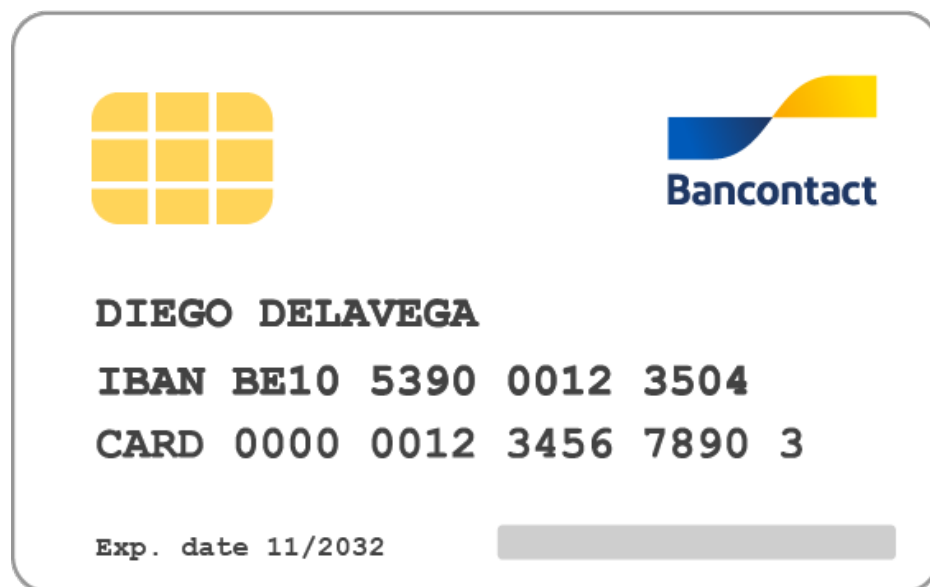 Bancontact
DIEGO DELAVEGA
IBAN BE10 5390 0012 3504
CARD 0000 0012 3456 7890 3
Exp. date 11/2032